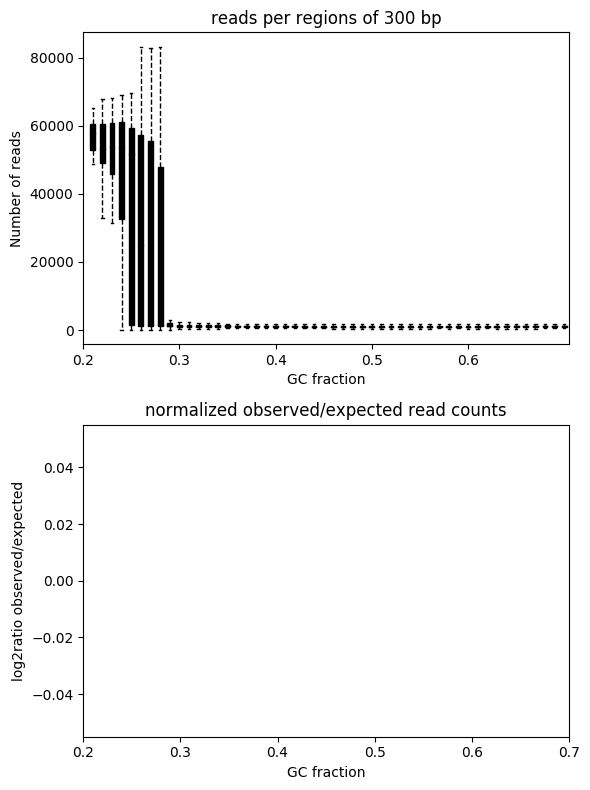 reads per regions of 300 bp
80000
60000
40000
20000
0
Number of reads
0.2 0.3 0.4 0.5 0.6
GC fraction
normalized observed/expected read counts
0.04
0.02
0.00
−0.02
−0.04
log2ratio observed/expected
0.2 0.3 0.4 0.5 0.6 0.7
GC fraction